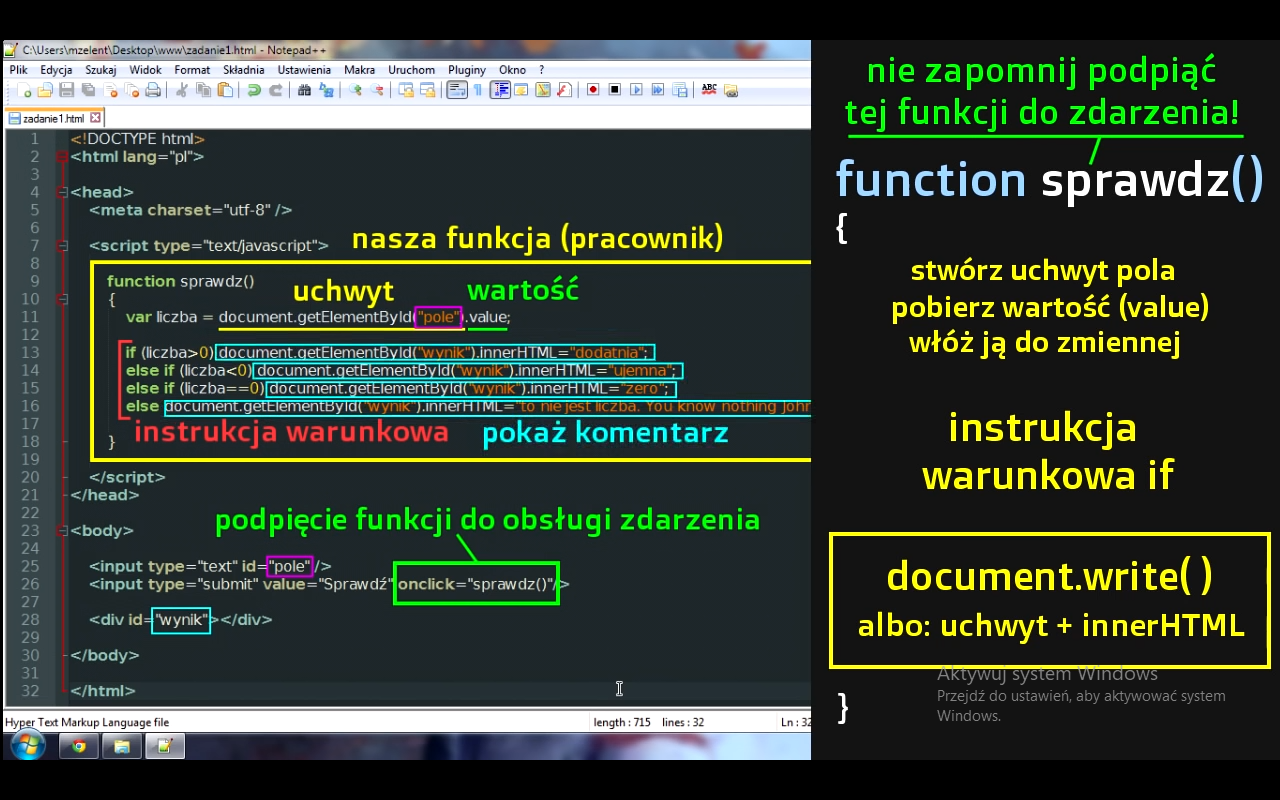 C:\Users\mzelent\Desktop\www\zadanie1.html - Notepad++
Plik Edycja Szukaj Widok Format Składnia Ustawienia Makra Uruchom Pluginy Okno ?
ABC
zadanie1.html
1 <!DOCTYPE html>
2 <html lang="pl">
3
4 <head>
5 <meta charset="utf-8" />
6
7 <script type="text/javascript">
nasza funkcja (pracownik)
8
9 function sprawdz()
10 {
uchwyt wartość
11 var liczba = document.getElementById("pole").value;
12
13 if (liczba>0) document.getElementById("wynik").innerHTML="dodatnia";
14 else if (liczba<0) document.getElementById("wynik").innerHTML="ujemna";
15 else if (liczba==0) document.getElementById("wynik").innerHTML="zero";
16 else document.getElementById("wynik").innerHTML="to nie jest liczba. You know nothing John
17
instrukcja warunkowa pokaż komentarz
18 }
19
20 </script>
21 </head>
22
podpięcie funkcji do obsługi zdarzenia
23 <body>
24
25 <input type="text" id="pole" />
26 <input type="submit" value="Sprawdź" onclick="sprawdz()"/>
27
28 <div id="wynik"></div>
29
30 </body>
31
32 </html>
Hyper Text Markup Language file length : 715 lines : 32 Ln : 32
nie zapomnij podpiąć
tej funkcji do zdarzenia!
function sprawdz()
{
stwórz uchwyt pola
pobierz wartość (value)
włóż ją do zmiennej
instrukcja
warunkowa if
document.write( )
albo: uchwyt + innerHTML
Aktywuj system Windows
Przejdź do ustawień, aby aktywować system
Windows.
}